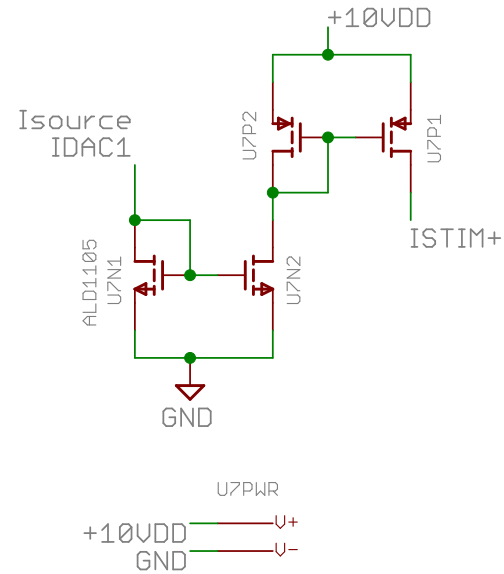 +10VDD
Isource
IDAC1
U7P2
U7P1
ISTIM+
ALD1105
U7N1
U7N2
GND
U7PWR
+10VDD
V+
GND
V-